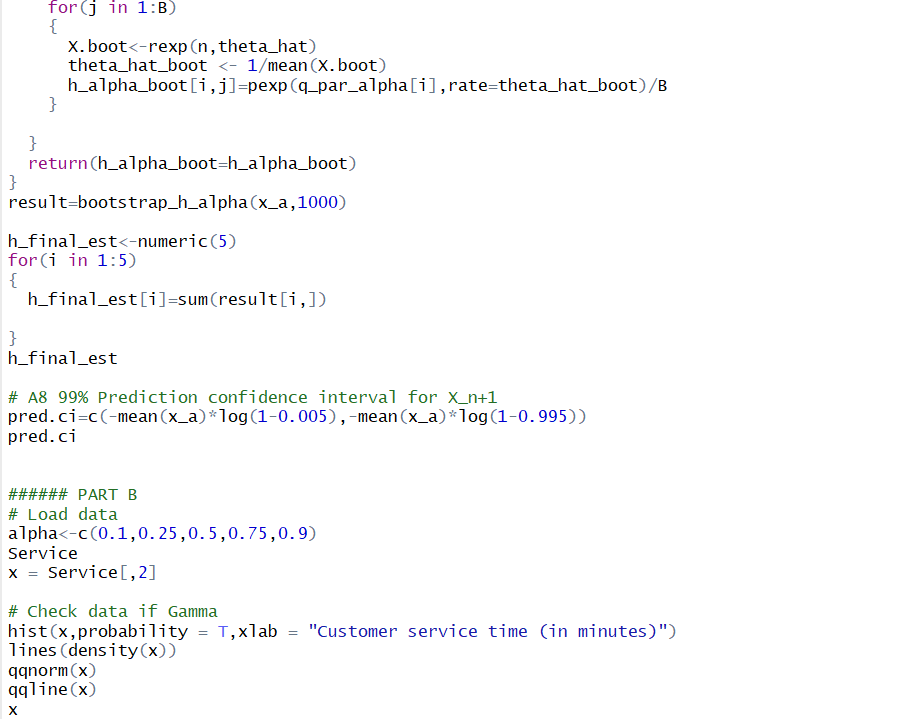 for(j in 1:B)
{
X.boot<-rexp(n,theta_hat)
theta_hat_boot <- 1/mean(X.boot)
h_alpha_boot[i,j]=pexp(q_par_alpha[i],rate=theta_hat_boot)/B
}
}
return(h_alpha_boot=h_alpha_boot)
}
result=bootstrap_h_alpha(x_a,1000)
h_final_est<-numeric(5)
for(i in 1:5)
{
h_final_est[i]=sum(result[i,])
}
h_final_est
# A8 99% Prediction confidence interval for X_n+1
pred.ci=c(-mean(x_a)*log(1-0.005),-mean(x_a)*log(1-0.995))
pred.ci
###### PART B
# Load data
alpha<-c(0.1,0.25,0.5,0.75,0.9)
Service
x = Service[,2]
# Check data if Gamma
hist(x,probability = T,xlab = "Customer service time (in minutes)")
lines(density(x))
qqnorm(x)
qqline(x)
x